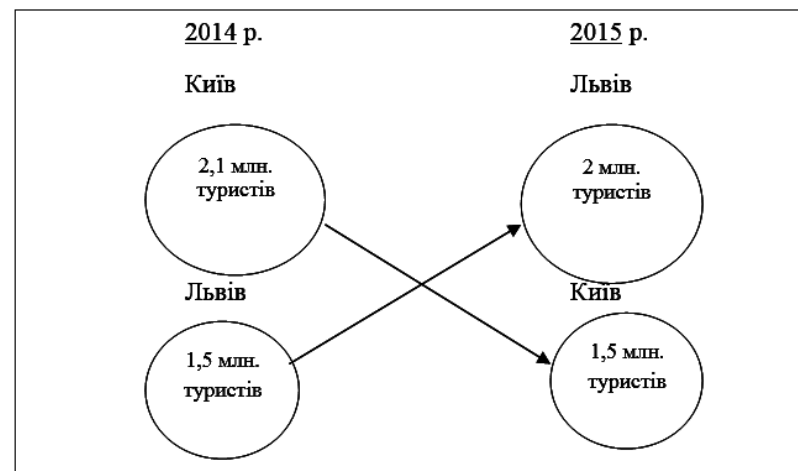 2014 р.
2015 р.
Київ
Львів
2,1 млн.
туристів
2 млн.
туристів
Львів
Київ
1,5 млн.
туристів
1,5 млн.
туристів